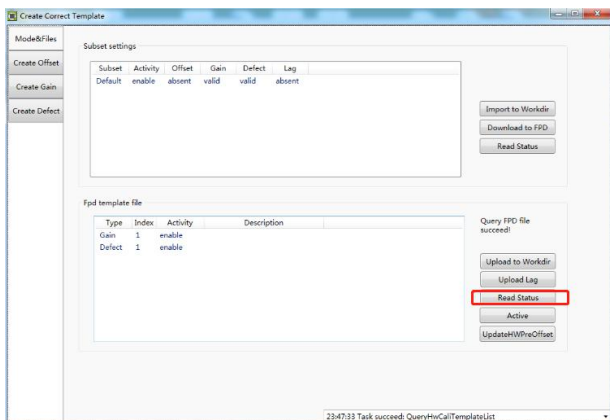 Create Correct Template
Mode&Files
Create Offset
Create Gain
Create Defect
Subset settings
Subset Activity Offset Gain Defect Lag
Default enable absent valid valid absent
Import to Workdir
Download to FPD
Read Status
Fpd template file
Type Index Activity Description
Gain 1 enable
Defect 1 enable
Query FPD file
succeed!
Upload to Workdir
Upload Lag
Read Status
Active
UpdateHWPreOffset
23:47:33 Task succeed: QueryHwCaliTemplateList